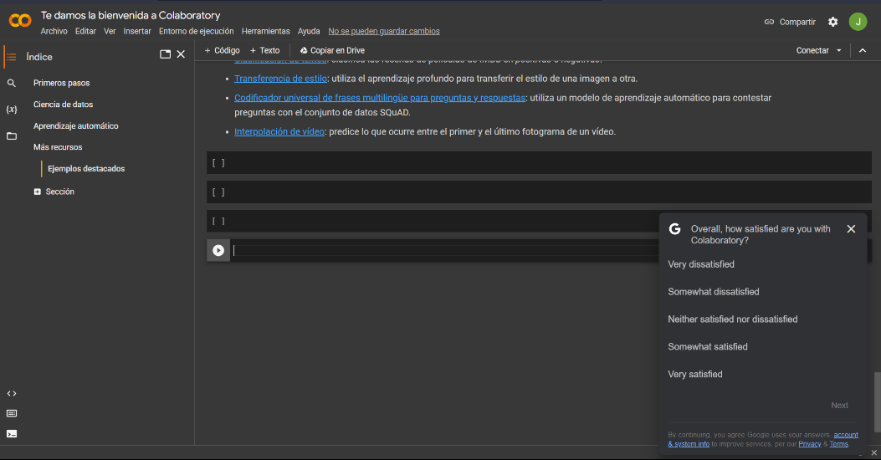 Te damos la bienvenida a Colaboratory
Archivo Editar Ver Insertar Entorno de ejecución Herramientas Ayuda No se pueden guardar cambios
Compartir
J
Índice
+ Código + Texto Copiar en Drive
Conectar
Primeros pasos
Ciencia de datos
Aprendizaje automático
Más recursos
Ejemplos destacados
Sección
{x}
• Transferencia de estilo: utiliza el aprendizaje profundo para transferir el estilo de una imagen a otra.
• Codificador universal de frases multilingüe para preguntas y respuestas: utiliza un modelo de aprendizaje automático para contestar
preguntas con el conjunto de datos SQuAD.
• Interpolación de vídeo: predice lo que ocurre entre el primer y el último fotograma de un vídeo.
[ ]
[ ]
[ ]
G Overall, how satisfied are you with
Colaboratory?
Very dissatisfied
Somewhat dissatisfied
Neither satisfied nor dissatisfied
Somewhat satisfied
Very satisfied
Next
By continuing, you agree Google uses your answers, account
& system info to improve services, per our Privacy & Terms